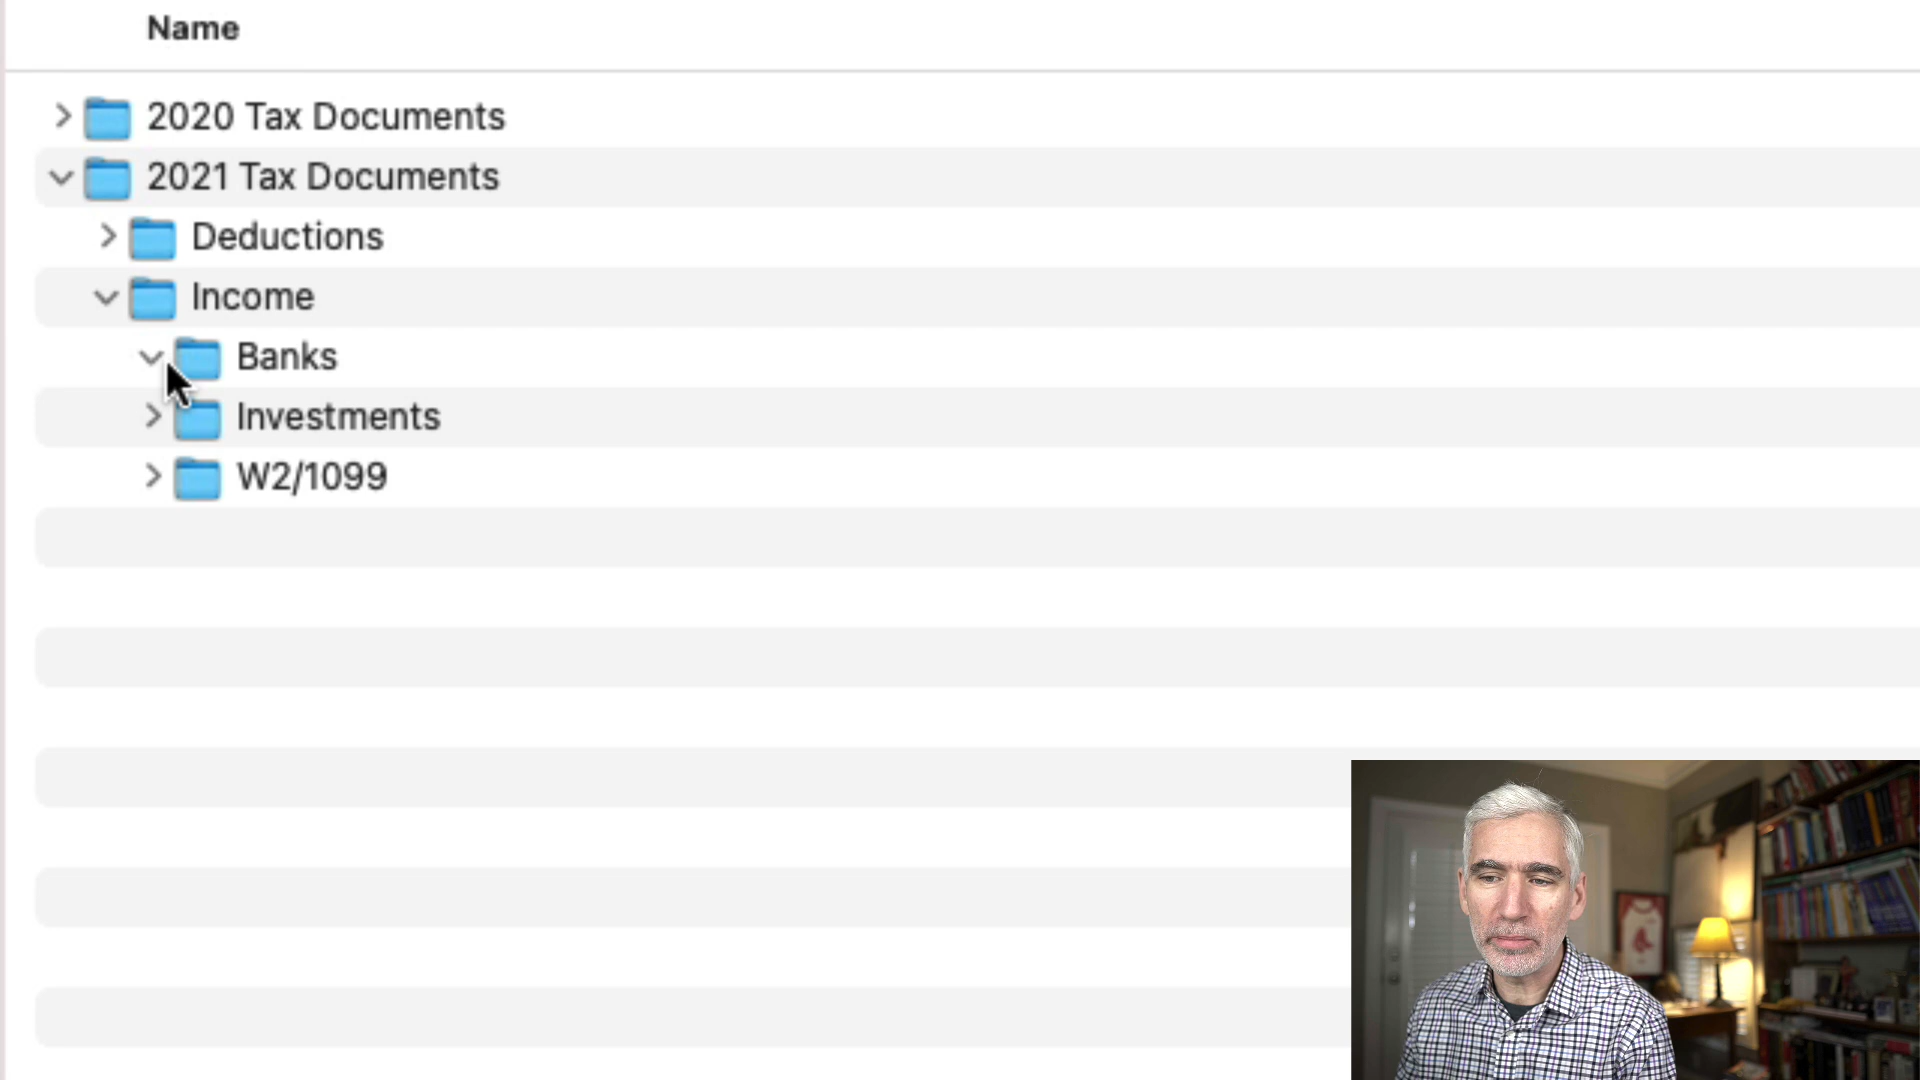 Name
2020 Tax Documents
2021 Tax Documents
Deductions
Income
Banks
Investments
W2/1099